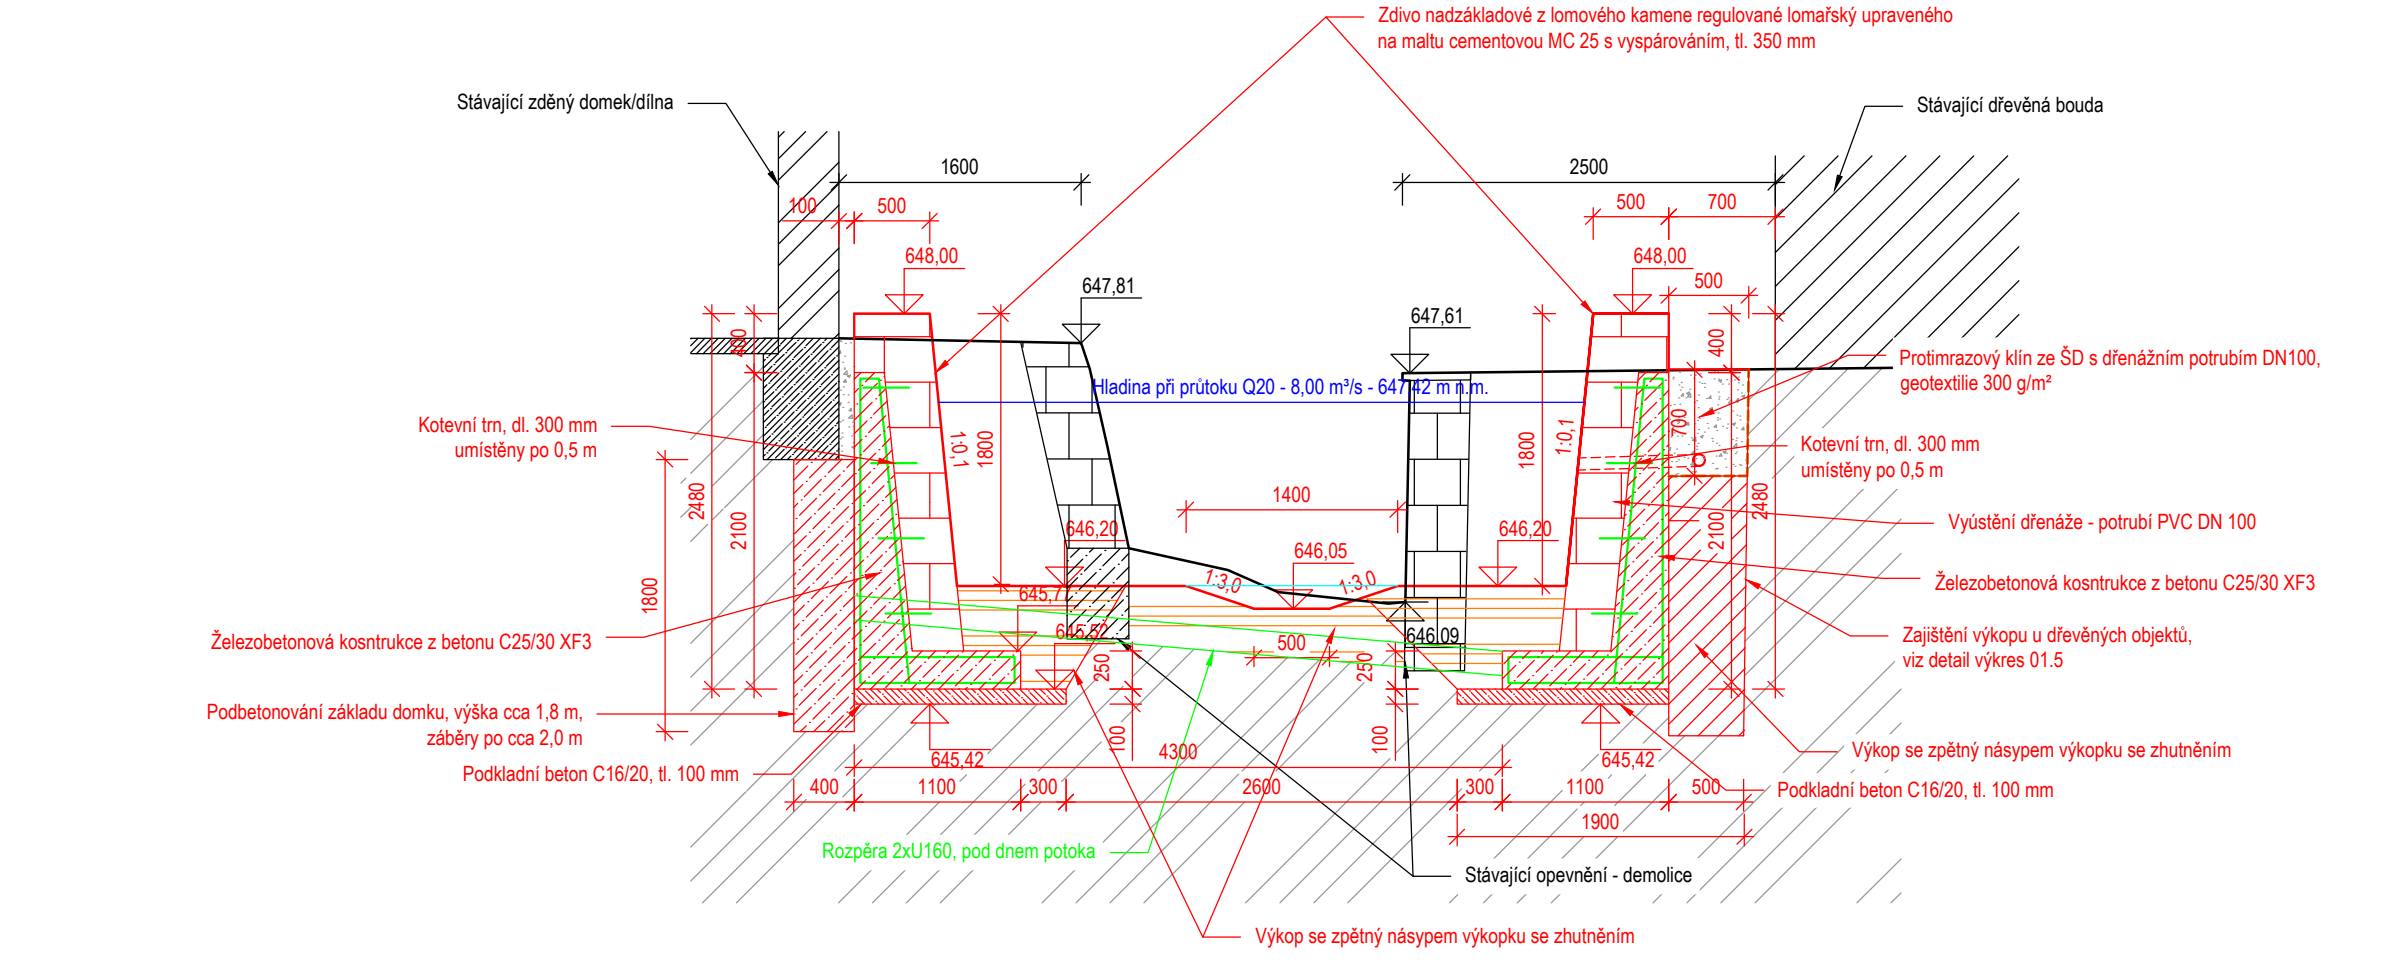 Zdivo nadzákladové z lomového kamene regulované lomařský upraveného
na maltu cementovou MC 25 s vyspárováním, tl. 350 mm
Stávající zděný domek/dílna
Stávající dřevěná bouda
1600
2500
100
500
500
700
648,00
648,00
647,81
500
647,61
400
400
Protimrazový klín ze ŠD s dřenážním potrubím DN100,
geotextilie 300 g/m²
Hladina při průtoku Q20 - 8,00 m³/s - 647,42 m n.m.
Kotevní trn, dl. 300 mm
umístěny po 0,5 m
1:0,1
1800
1800
1:0,1
700
Kotevní trn, dl. 300 mm
umístěny po 0,5 m
2480
2100
1400
2480
2100
646,20
646,20
Vyústění dřenáže - potrubí PVC DN 100
646,05
1:3,0
1:3,0
1800
645,7
Železobetonová kosntrukce z betonu C25/30 XF3
Železobetonová kosntrukce z betonu C25/30 XF3
645,52
646,09
500
250
250
Zajištění výkopu u dřevěných objektů,
viz detail výkres 01.5
Podbetonování základu domku, výška cca 1,8 m,
záběry po cca 2,0 m
100
100
4300
645,42
645,42
Výkop se zpětný násypem výkopku se zhutněním
Podkladní beton C16/20, tl. 100 mm
400
1100
300
2600
300
1100
500
Podkladní beton C16/20, tl. 100 mm
1900
Rozpěra 2xU160, pod dnem potoka
Stávající opevnění - demolice
Výkop se zpětný násypem výkopku se zhutněním